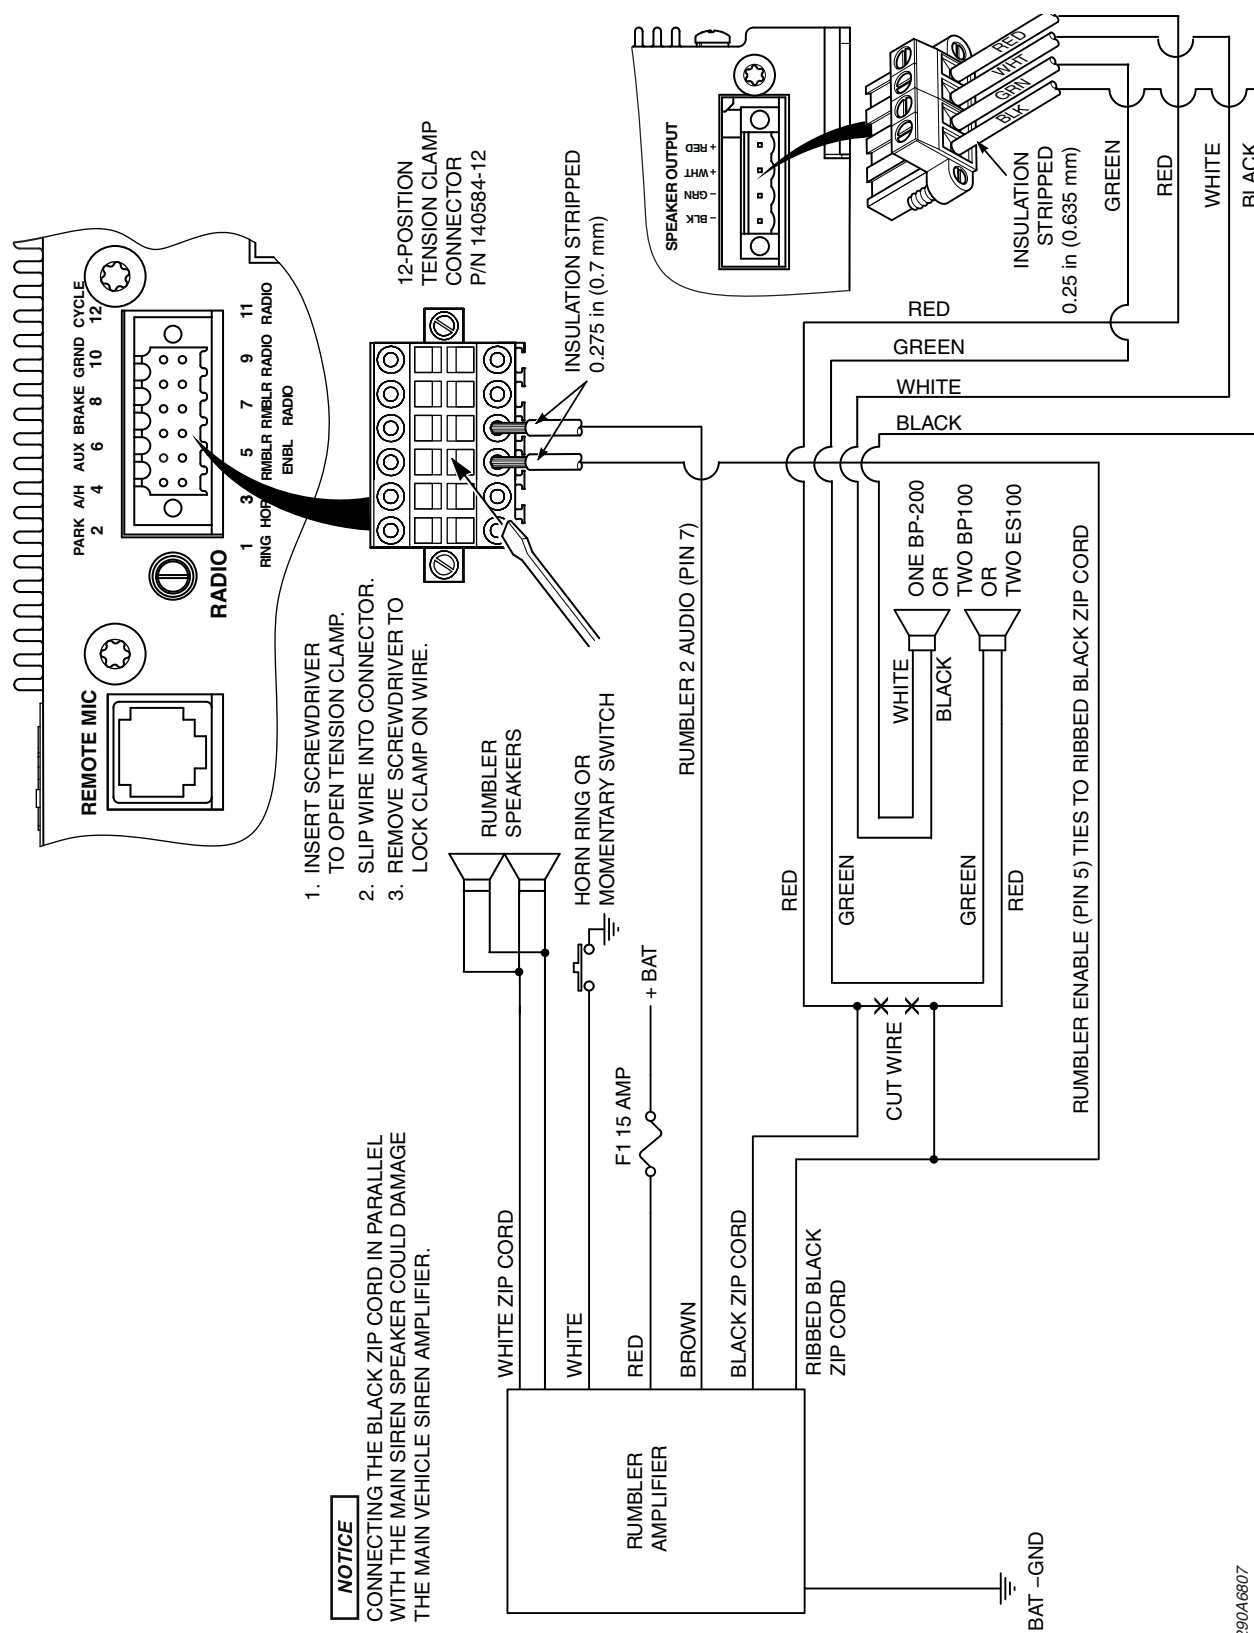 NOTICE
CONNECTING THE BLACK ZIP CORD IN PARALLEL
WITH THE MAIN SIREN SPEAKER COULD DAMAGE
THE MAIN VEHICLE SIREN AMPLIFIER.
REMOTE MIC
RADIO
PARK A/H AUX BRAKE GRND CYCLE
2 4 6 8 10 12
1 3 5 7 9 11
RING HORN RMBLR RMBLR RADIO RADIO
ENBL RADIO
1. INSERT SCREWDRIVER
TO OPEN TENSION CLAMP.
2. SLIP WIRE INTO CONNECTOR.
3. REMOVE SCREWDRIVER TO
LOCK CLAMP ON WIRE.
12-POSITION
TENSION CLAMP
CONNECTOR
P/N 140584-12
INSULATION STRIPPED
0.275 in (0.7 mm)
SPEAKER OUTPUT
– BLK
– GRN
+ WHT
+ RED
RED
WHT
GRN
BLK
INSULATION
STRIPPED
0.25 in (0.635 mm)
GREEN
RED
WHITE
BLACK
RED
GREEN
WHITE
BLACK
RUMBLER
SPEAKERS
HORN RING OR
MOMENTARY SWITCH
+ BAT
F1 15 AMP
RUMBLER 2 AUDIO (PIN 7)
WHITE ZIP CORD
WHITE
RED
BROWN
BLACK ZIP CORD
RIBBED BLACK
ZIP CORD
RUMBLER
AMPLIFIER
BAT –GND
CUT WIRE
RED
GREEN
GREEN
RED
WHITE
BLACK
ONE BP-200
OR
TWO BP100
OR
TWO ES100
RUMBLER ENABLE (PIN 5) TIES TO RIBBED BLACK ZIP CORD
290A6807